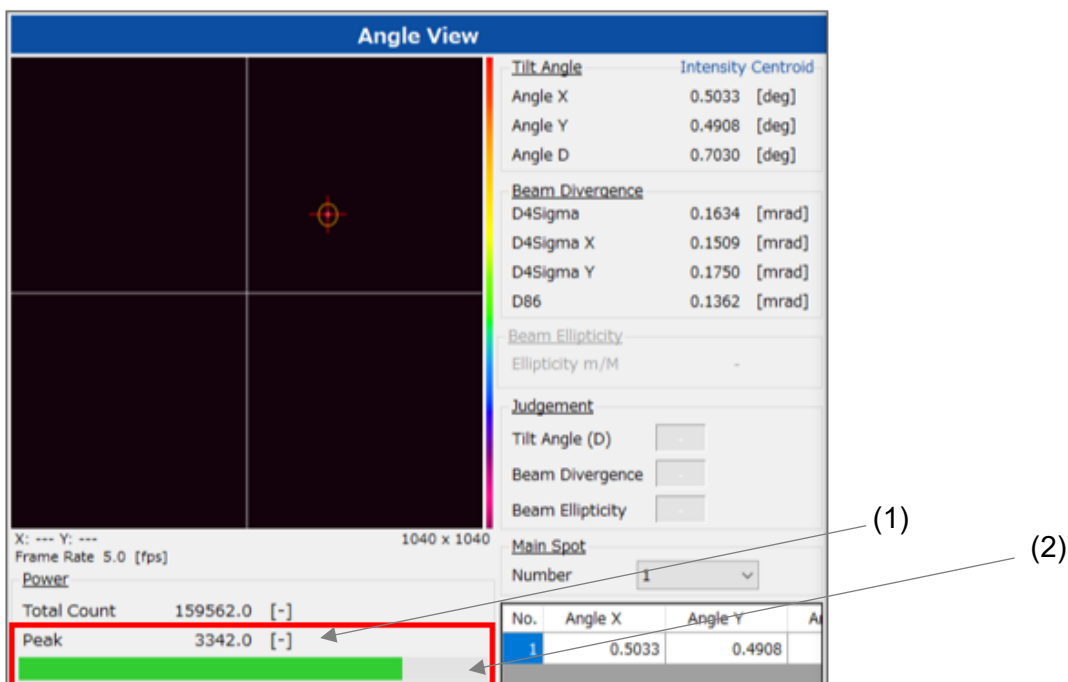 Angle View
Tilt Angle Intensity Centroid
Angle X 0.5033 [deg]
Angle Y 0.4908 [deg]
Angle D 0.7030 [deg]
Beam Divergence
D4Sigma 0.1634 [mrad]
D4Sigma X 0.1509 [mrad]
D4Sigma Y 0.1750 [mrad]
D86 0.1362 [mrad]
Beam Ellipticity
Ellipticity m/M -
Judgement
Tilt Angle (D) -
Beam Divergence -
Beam Ellipticity -
X: --- Y: --- 1040 x 1040
Frame Rate 5.0 [fps]
Power
Total Count 159562.0 [-]
Peak 3342.0 [-]
Main Spot
Number 1
No. Angle X Angle Y
1 0.5033 0.4908
(1)
(2)